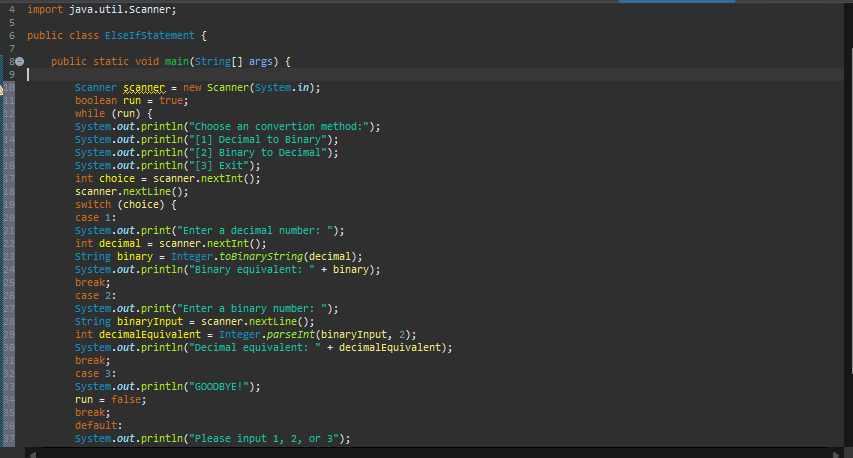 4 import java.util.Scanner;
5
6 public class ElseIfStatement {
7
8 public static void main(String[] args) {
9
10 Scanner scanner = new Scanner(System.in);
11 boolean run = true;
12 while (run) {
13 System.out.println("Choose an convertion method:");
14 System.out.println("[1] Decimal to Binary");
15 System.out.println("[2] Binary to Decimal");
16 System.out.println("[3] Exit");
17 int choice = scanner.nextInt();
18 scanner.nextLine();
19 switch (choice) {
20 case 1:
21 System.out.print("Enter a decimal number: ");
22 int decimal = scanner.nextInt();
23 String binary = Integer.toBinaryString(decimal);
24 System.out.println("Binary equivalent: " + binary);
25 break;
26 case 2:
27 System.out.print("Enter a binary number: ");
28 String binaryInput = scanner.nextLine();
29 int decimalEquivalent = Integer.parseInt(binaryInput, 2);
30 System.out.println("Decimal equivalent: " + decimalEquivalent);
31 break;
32 case 3:
33 System.out.println("GOODBYE!");
34 run = false;
35 break;
36 default:
37 System.out.println("Please input 1, 2, or 3");